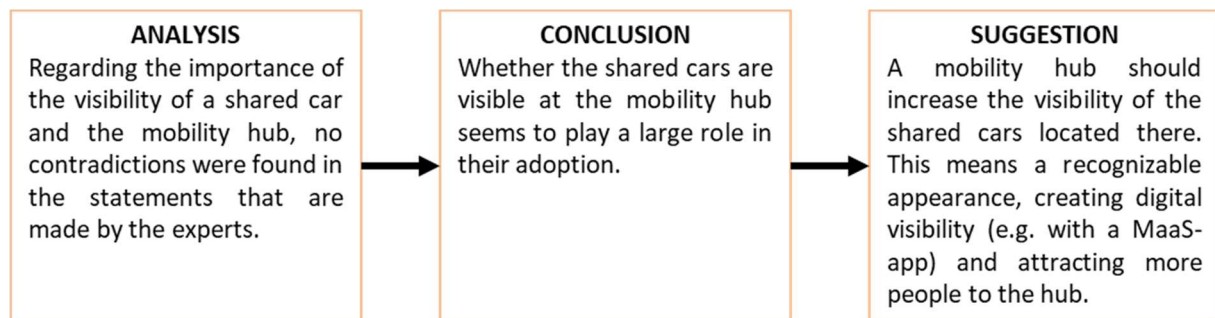 ANALYSIS
Regarding the importance of
the visibility of a shared car
and the mobility hub, no
contradictions were found in
the statements that are
made by the experts.
CONCLUSION
Whether the shared cars are
visible at the mobility hub
seems to play a large role in
their adoption.
SUGGESTION
A mobility hub should
increase the visibility of the
shared cars located there.
This means a recognizable
appearance, creating digital
visibility (e.g. with a MaaS-
app) and attracting more
people to the hub.